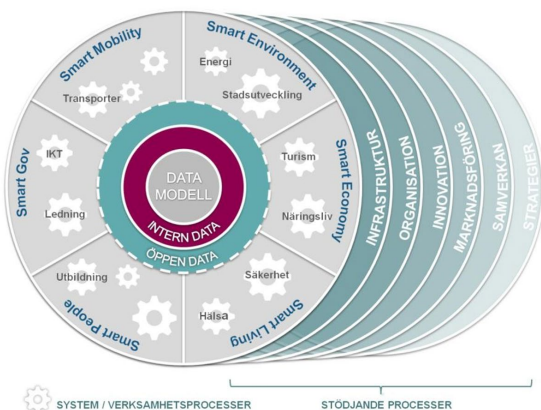 Smart Mobility
Transporter
Smart Environment
Energi
Stadsutveckling
Smart Economy
Turism
Näringsliv
Smart Living
Säkerhet
Hälsa
Smart People
Utbildning
Smart Gov
IKT
Ledning
DATA
MODELL
INTERN DATA
ÖPPEN DATA
INFRASTRUKTUR
ORGANISATION
INNOVATION
MARKNADSFÖRING
SAMVERKAN
STRATEGIER
SYSTEM / VERKSAMHETSPROCESSER
STÖDJANDE PROCESSER